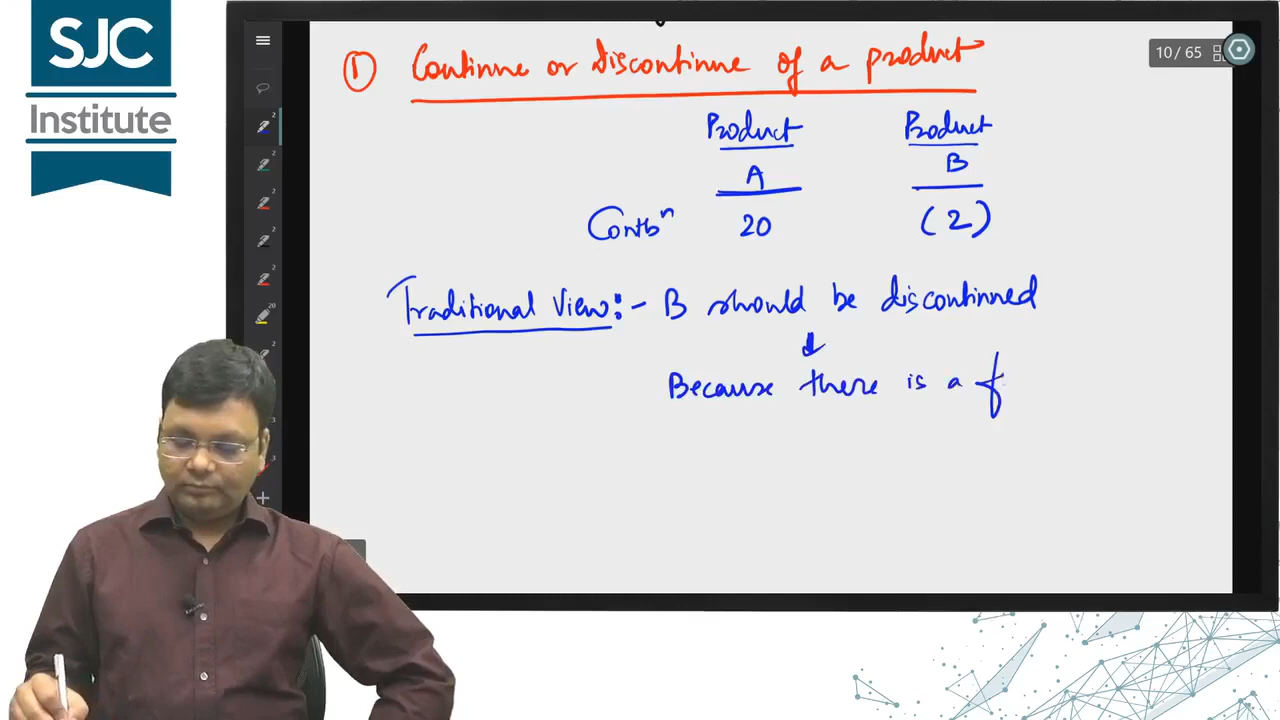 SJC
Institute
10 / 65
① Continue or discontinue of a product
Product Product
A B
Contbⁿ 20 (2)
Traditional View:- B should be discontinued
↓
Because there is a f